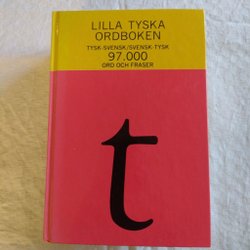 LILLA TYSKA
ORDBOKEN
TYSK-SVENSK/SVENSK-TYSK
97.000
ORD OCH FRASER
t